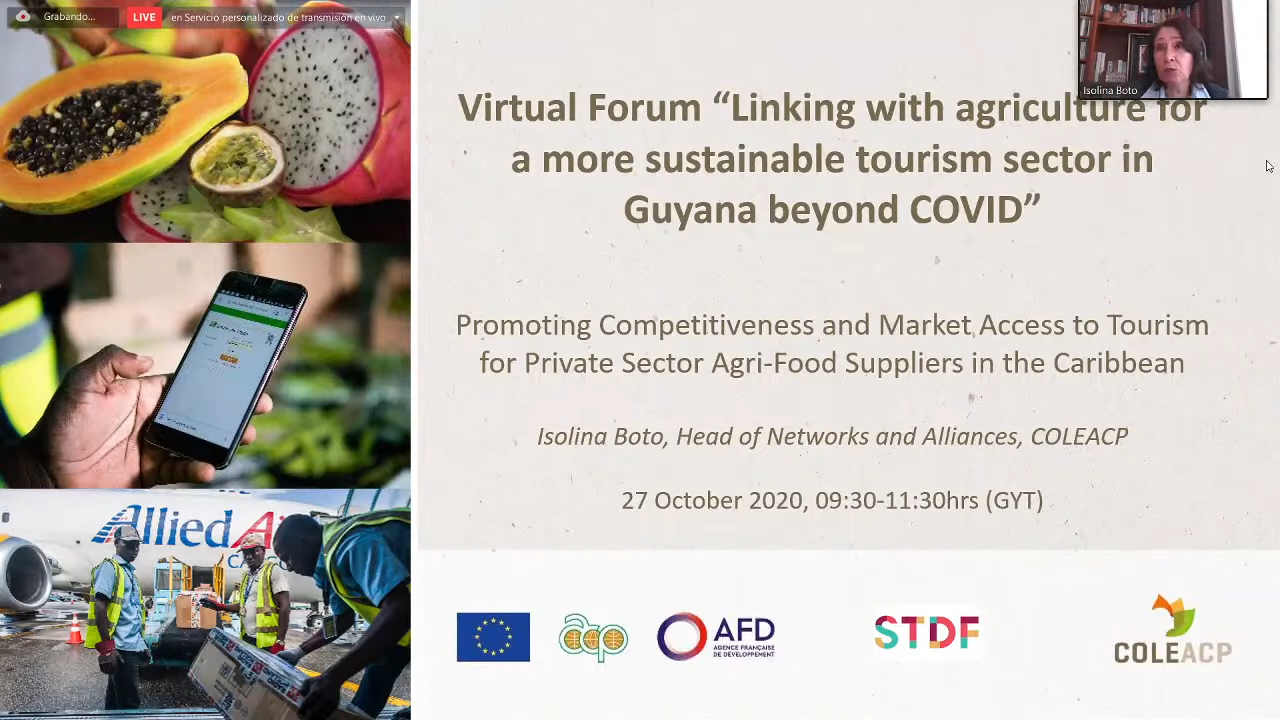 Grabando...
LIVE
en Servicio personalizado de transmisión en vivo
Isolina Boto
Virtual Forum “Linking with agriculture for
a more sustainable tourism sector in
Guyana beyond COVID”
Promoting Competitiveness and Market Access to Tourism
for Private Sector Agri-Food Suppliers in the Caribbean
Isolina Boto, Head of Networks and Alliances, COLEACP
27 October 2020, 09:30-11:30hrs (GYT)
Allied Air
acp
AFD
AGENCE FRANÇAISE
DE DÉVELOPPEMENT
STDF
COLEACP